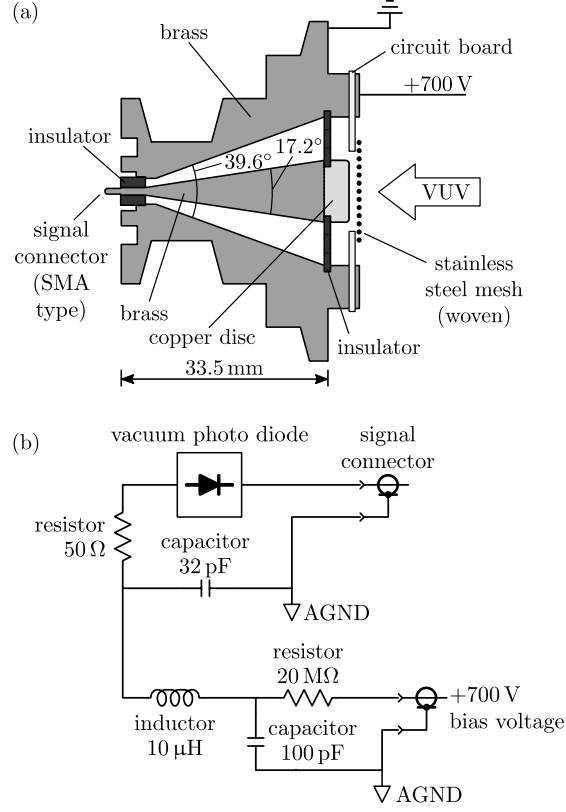 (a)
brass
circuit board
+700 V
insulator
39.6°
17.2°
VUV
signal
connector
(SMA
type)
brass
copper disc
insulator
stainless
steel mesh
(woven)
33.5 mm
(b)
vacuum photo diode
signal
connector
resistor
50 Ω
capacitor
32 pF
AGND
resistor
20 MΩ
+700 V
bias voltage
inductor
10 µH
capacitor
100 pF
AGND